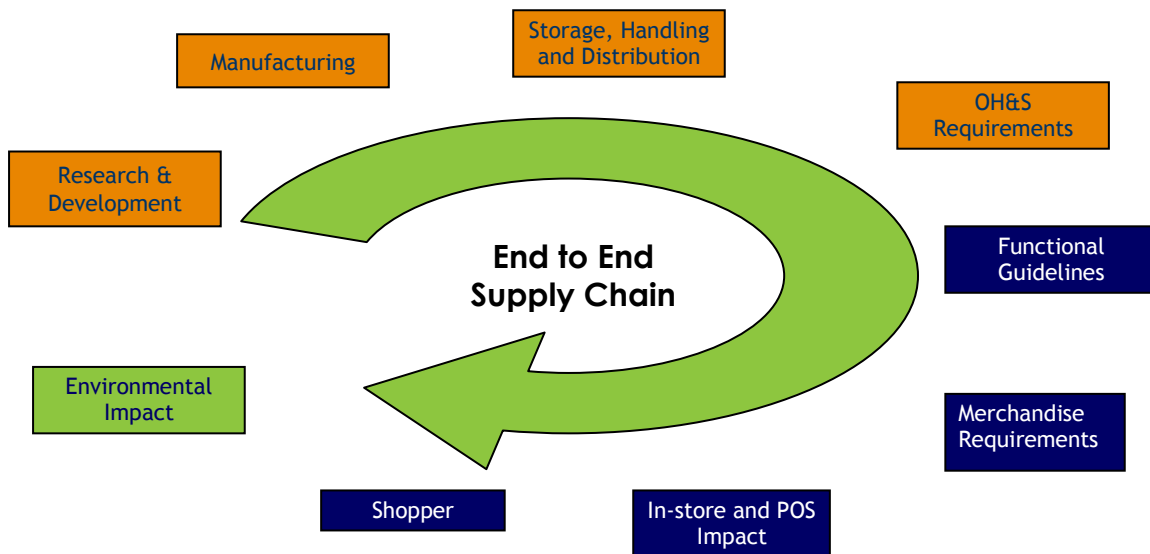 Storage, Handling
and Distribution
Manufacturing
OH&S
Requirements
Research &
Development
Functional
Guidelines
End to End
Supply Chain
Environmental
Impact
Merchandise
Requirements
Shopper
In-store and POS
Impact